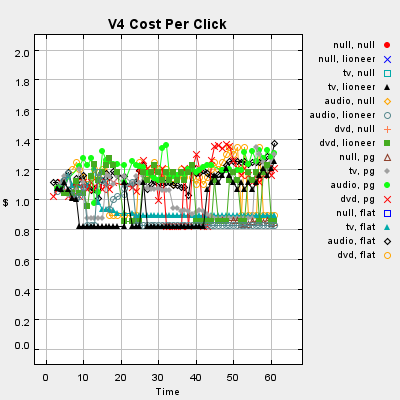 V4 Cost Per Click
2.0
1.8
1.6
1.4
1.2
1.0
0.8
0.6
0.4
0.2
0.0
$
0 10 20 30 40 50 60
Time
null, null
null, lioneer
tv, null
tv, lioneer
audio, null
audio, lioneer
dvd, null
dvd, lioneer
null, pg
tv, pg
audio, pg
dvd, pg
null, flat
tv, flat
audio, flat
dvd, flat